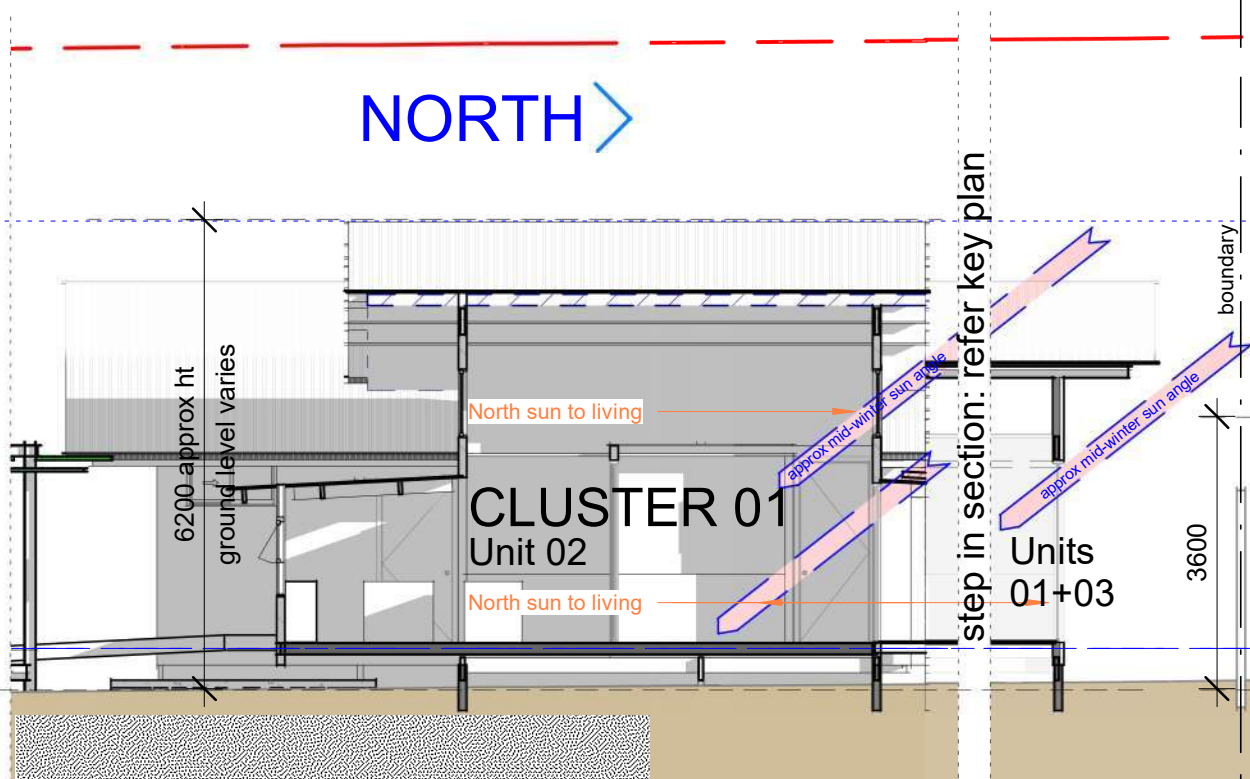 NORTH
step in section: refer key plan
boundary
6200 approx ht
ground level varies
North sun to living
approx mid-winter sun angle
approx mid-winter sun angle
CLUSTER 01
Unit 02
North sun to living
Units
01+03
3600